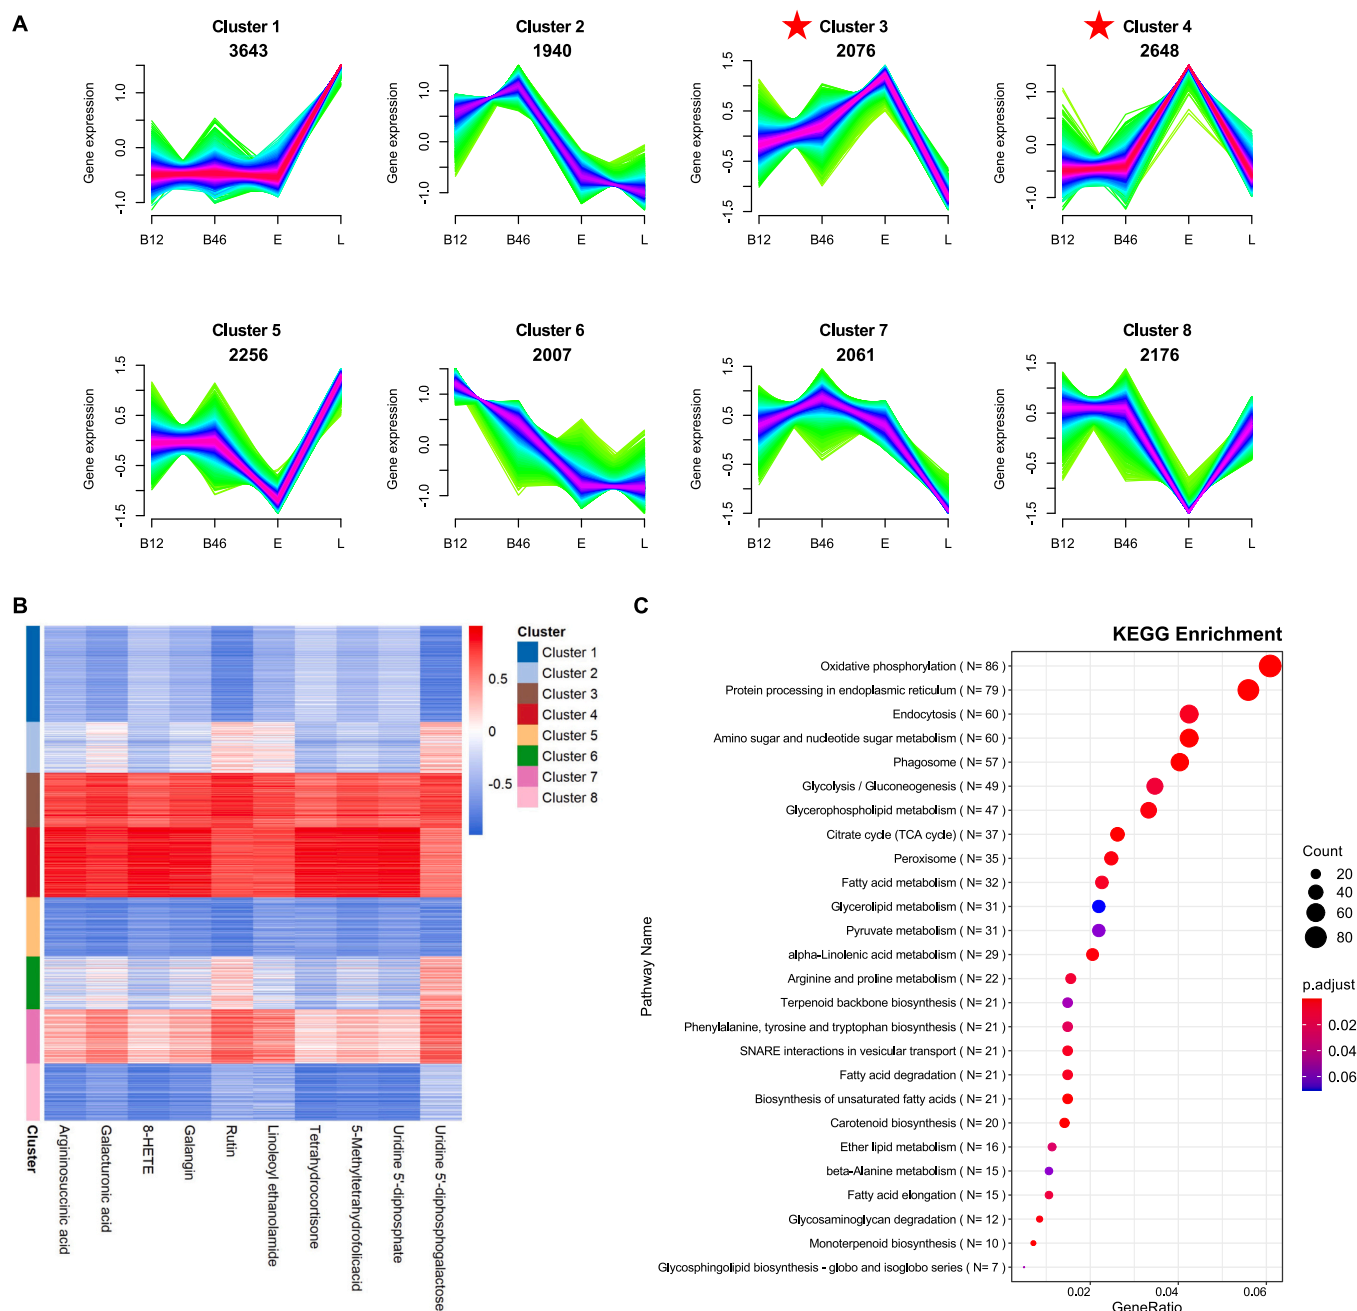 A
Cluster 1
3643
Gene expression
1.0
0.0
-1.0
B12 B46 E L
Cluster 2
1940
Gene expression
1.0
0.0
-1.0
B12 B46 E L
Cluster 3
2076
Gene expression
1.5
0.5
-0.5
-1.5
B12 B46 E L
Cluster 4
2648
Gene expression
1.0
0.0
-1.0
B12 B46 E L
Cluster 5
2256
Gene expression
1.5
0.5
-0.5
-1.5
B12 B46 E L
Cluster 6
2007
Gene expression
1.0
0.0
-1.0
B12 B46 E L
Cluster 7
2061
Gene expression
1.5
0.5
-0.5
-1.5
B12 B46 E L
Cluster 8
2176
Gene expression
1.5
0.5
-0.5
-1.5
B12 B46 E L
B
0.5
0
-0.5
Cluster
Cluster 1
Cluster 2
Cluster 3
Cluster 4
Cluster 5
Cluster 6
Cluster 7
Cluster 8
Cluster
Argininosuccinic acid
Galacturonic acid
8-HETE
Galangin
Rutin
Linoleoyl ethanolamide
Tetrahydrocortisone
5-Methyltetrahydrofolicacid
Uridine 5'-diphosphate
Uridine 5'-diphosphogalactose
C
KEGG Enrichment
Pathway Name
Oxidative phosphorylation ( N= 86 )
Protein processing in endoplasmic reticulum ( N= 79 )
Endocytosis ( N= 60 )
Amino sugar and nucleotide sugar metabolism ( N= 60 )
Phagosome ( N= 57 )
Glycolysis / Gluconeogenesis ( N= 49 )
Glycerophospholipid metabolism ( N= 47 )
Citrate cycle (TCA cycle) ( N= 37 )
Peroxisome ( N= 35 )
Fatty acid metabolism ( N= 32 )
Glycerolipid metabolism ( N= 31 )
Pyruvate metabolism ( N= 31 )
alpha-Linolenic acid metabolism ( N= 29 )
Arginine and proline metabolism ( N= 22 )
Terpenoid backbone biosynthesis ( N= 21 )
Phenylalanine, tyrosine and tryptophan biosynthesis ( N= 21 )
SNARE interactions in vesicular transport ( N= 21 )
Fatty acid degradation ( N= 21 )
Biosynthesis of unsaturated fatty acids ( N= 21 )
Carotenoid biosynthesis ( N= 20 )
Ether lipid metabolism ( N= 16 )
beta-Alanine metabolism ( N= 15 )
Fatty acid elongation ( N= 15 )
Glycosaminoglycan degradation ( N= 12 )
Monoterpenoid biosynthesis ( N= 10 )
Glycosphingolipid biosynthesis - globo and isoglobo series ( N= 7 )
0.02 0.04 0.06
GeneRatio
Count
20
40
60
80
p.adjust
0.02
0.04
0.06